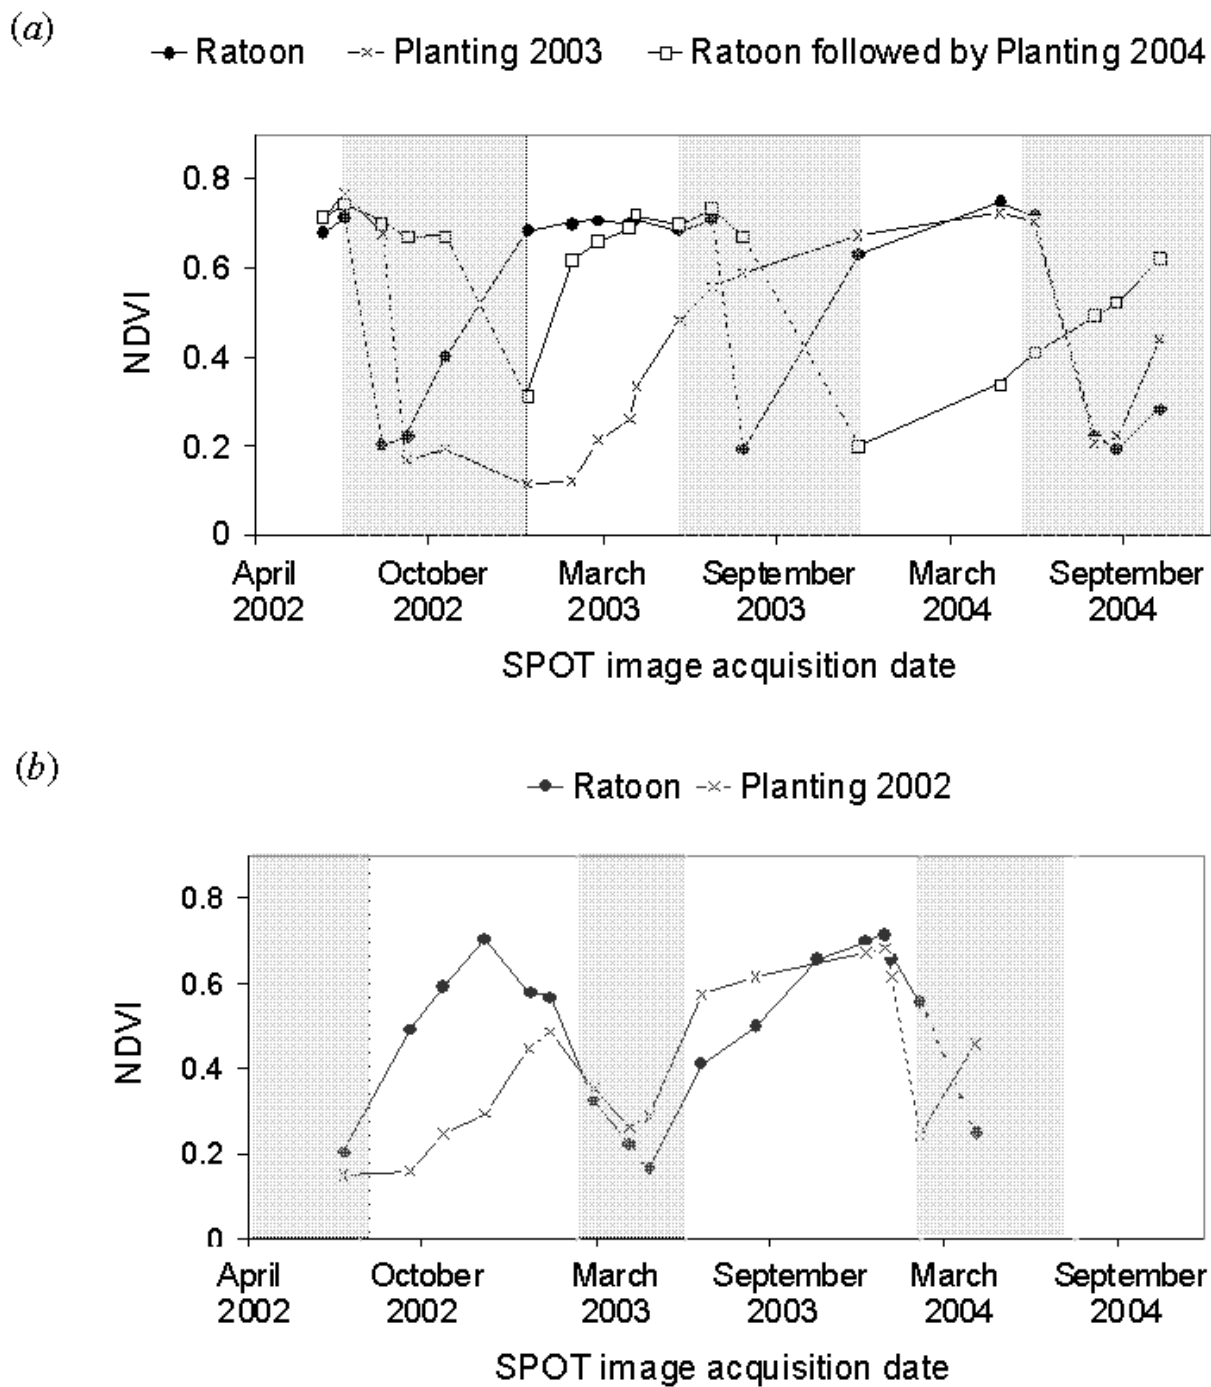 (a)
Ratoon Planting 2003 Ratoon followed by Planting 2004
0.8
0.6
0.4
0.2
0
NDVI
April 2002 October 2002 March 2003 September 2003 March 2004 September 2004
SPOT image acquisition date
(b)
Ratoon Planting 2002
0.8
0.6
0.4
0.2
0
NDVI
April 2002 October 2002 March 2003 September 2003 March 2004 September 2004
SPOT image acquisition date